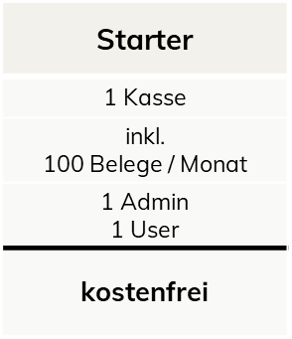 Starter
1 Kasse
inkl.
100 Belege / Monat
1 Admin
1 User
kostenfrei